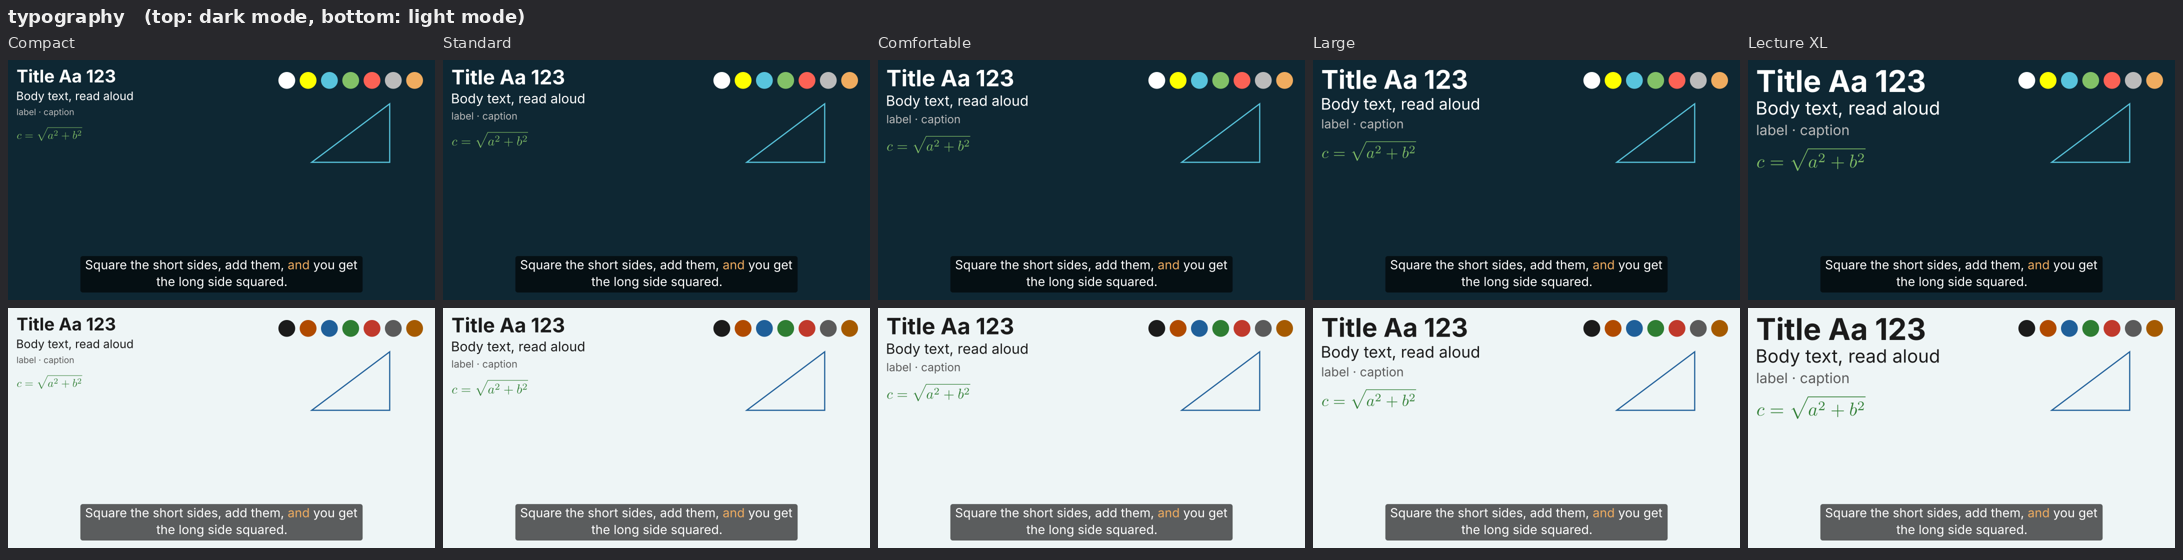 typography (top: dark mode, bottom: light mode)
Compact
Standard
Comfortable
Large
Lecture XL
Title Aa 123
Body text, read aloud
label · caption
c = √a² + b²
Square the short sides, add them, and you get
the long side squared.
Title Aa 123
Body text, read aloud
label · caption
c = √a² + b²
Square the short sides, add them, and you get
the long side squared.
Title Aa 123
Body text, read aloud
label · caption
c = √a² + b²
Square the short sides, add them, and you get
the long side squared.
Title Aa 123
Body text, read aloud
label · caption
c = √a² + b²
Square the short sides, add them, and you get
the long side squared.
Title Aa 123
Body text, read aloud
label · caption
c = √a² + b²
Square the short sides, add them, and you get
the long side squared.
Title Aa 123
Body text, read aloud
label · caption
c = √a² + b²
Square the short sides, add them, and you get
the long side squared.
Title Aa 123
Body text, read aloud
label · caption
c = √a² + b²
Square the short sides, add them, and you get
the long side squared.
Title Aa 123
Body text, read aloud
label · caption
c = √a² + b²
Square the short sides, add them, and you get
the long side squared.
Title Aa 123
Body text, read aloud
label · caption
c = √a² + b²
Square the short sides, add them, and you get
the long side squared.
Title Aa 123
Body text, read aloud
label · caption
c = √a² + b²
Square the short sides, add them, and you get
the long side squared.